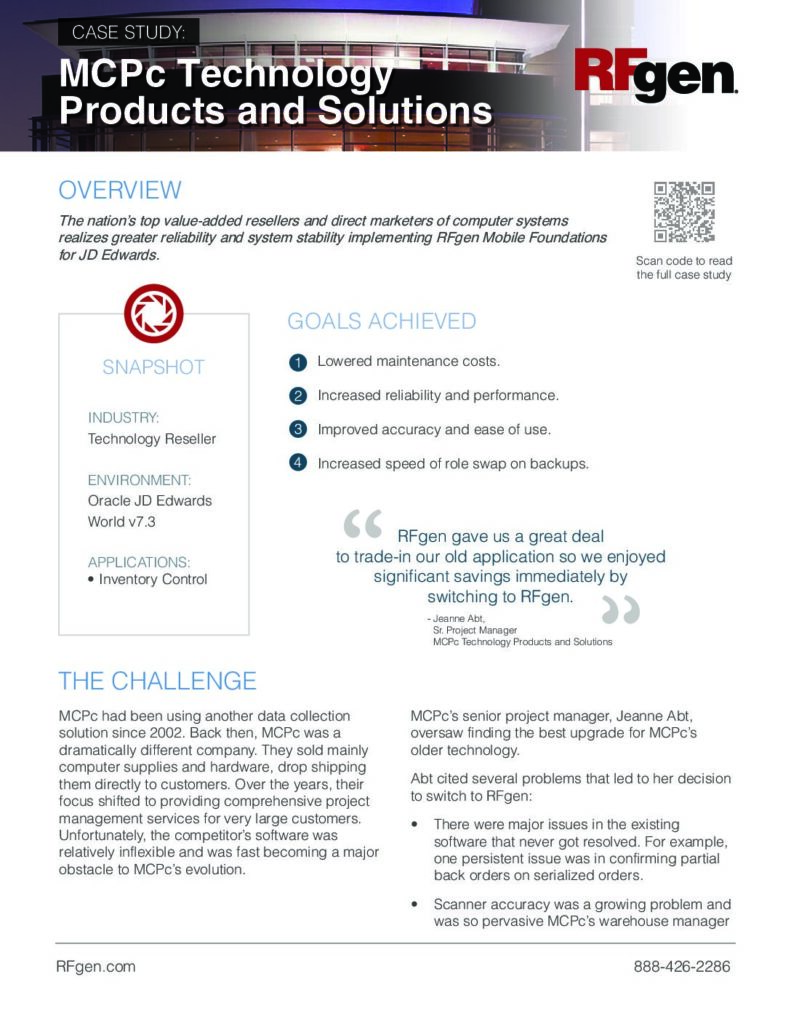 CASE STUDY:
MCPc Technology
Products and Solutions
RFgen.
OVERVIEW
The nation's top value-added resellers and direct marketers of computer systems
realizes greater reliability and system stability implementing RFgen Mobile Foundations
for JD Edwards.
Scan code to read
the full case study
SNAPSHOT
INDUSTRY:
Technology Reseller
ENVIRONMENT:
Oracle JD Edwards
World v7.3
APPLICATIONS:
• Inventory Control
GOALS ACHIEVED
1 Lowered maintenance costs.
2 Increased reliability and performance.
3 Improved accuracy and ease of use.
4 Increased speed of role swap on backups.
“ RFgen gave us a great deal
to trade-in our old application so we enjoyed
significant savings immediately by
switching to RFgen. ”
- Jeanne Abt,
Sr. Project Manager
MCPc Technology Products and Solutions
THE CHALLENGE
MCPc had been using another data collection
solution since 2002. Back then, MCPc was a
dramatically different company. They sold mainly
computer supplies and hardware, drop shipping
them directly to customers. Over the years, their
focus shifted to providing comprehensive project
management services for very large customers.
Unfortunately, the competitor's software was
relatively inflexible and was fast becoming a major
obstacle to MCPc's evolution.
MCPc's senior project manager, Jeanne Abt,
oversaw finding the best upgrade for MCPc's
older technology.
Abt cited several problems that led to her decision
to switch to RFgen:
• There were major issues in the existing
software that never got resolved. For example,
one persistent issue was in confirming partial
back orders on serialized orders.
• Scanner accuracy was a growing problem and
was so pervasive MCPc's warehouse manager
RFgen.com
888-426-2286